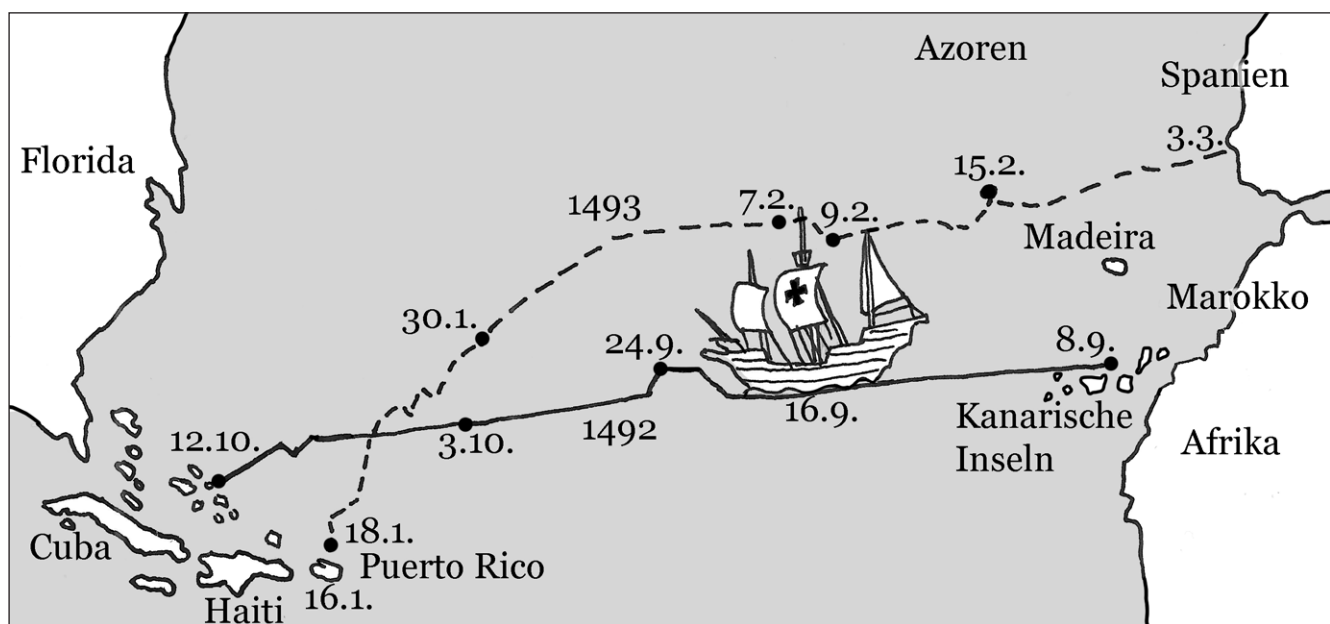 Azoren
Spanien
3.3.
Florida
15.2.
7.2.
9.2.
1493
Madeira
Marokko
30.1.
24.9.
8.9.
16.9.
Kanarische
Inseln
1492
3.10.
12.10.
Afrika
18.1.
Cuba
Puerto Rico
16.1.
Haiti